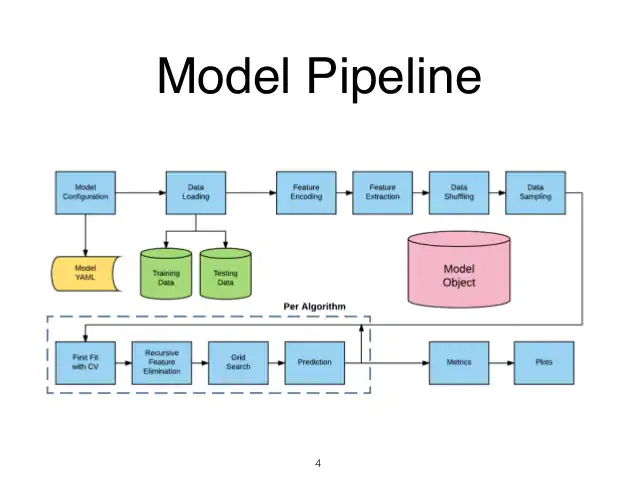 Model Pipeline
Model
Configuration
Data
Loading
Feature
Encoding
Feature
Extraction
Data
Shuffling
Data
Sampling
Model
YAML
Training
Data
Testing
Data
Model
Object
Per Algorithm
First Fit
with CV
Recursive
Feature
Elimination
Grid
Search
Prediction
Metrics
Plots
4